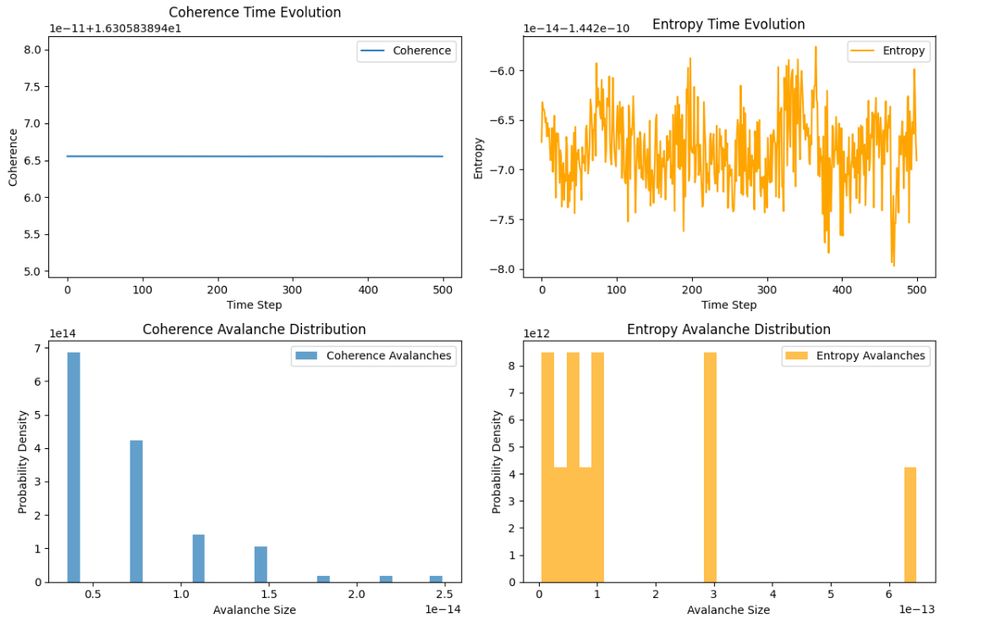 Coherence Time Evolution
1e−11+1.630583894e1
Coherence
8.0
7.5
7.0
6.5
6.0
5.5
5.0
Coherence
0 100 200 300 400 500
Time Step
Entropy Time Evolution
1e−14−1.442e−10
Entropy
−6.0
−6.5
−7.0
−7.5
−8.0
Entropy
0 100 200 300 400 500
Time Step
Coherence Avalanche Distribution
1e14
Coherence Avalanches
7
6
5
4
3
2
1
0
Probability Density
0.5 1.0 1.5 2.0 2.5
Avalanche Size
1e−14
Entropy Avalanche Distribution
1e12
Entropy Avalanches
8
7
6
5
4
3
2
1
0
Probability Density
0 1 2 3 4 5 6
Avalanche Size
1e−13